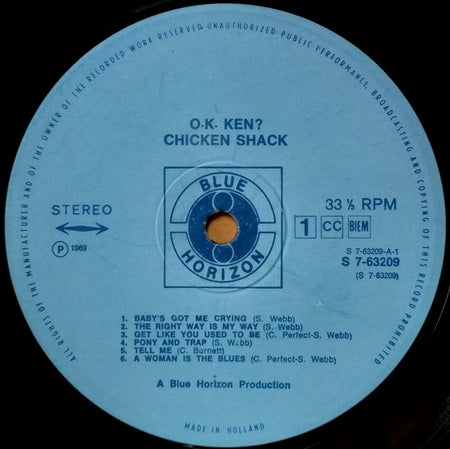 ALL RIGHTS OF THE MANUFACTURER AND OF THE OWNER OF THE RECORDED WORK RESERVED UNAUTHORIZED PUBLIC PERFORMANCE, BROADCASTING AND COPYING OF THIS RECORD PROHIBITED
O.K. KEN?
CHICKEN SHACK
BLUE
HORIZON
STEREO
P 1969
33 ⅓ RPM
1 CC BIEM
S 7-63209-A-1
S 7-63209
(S 7-63209)
1. BABY'S GOT ME CRYING (S. Webb)
2. THE RIGHT WAY IS MY WAY (S. Webb)
3. GET LIKE YOU USED TO BE (C. Perfect-S. Webb)
4. PONY AND TRAP (S. Webb)
5. TELL ME (C. Burnett)
6. A WOMAN IS THE BLUES (C. Perfect-S. Webb)
A Blue Horizon Production
MADE IN HOLLAND